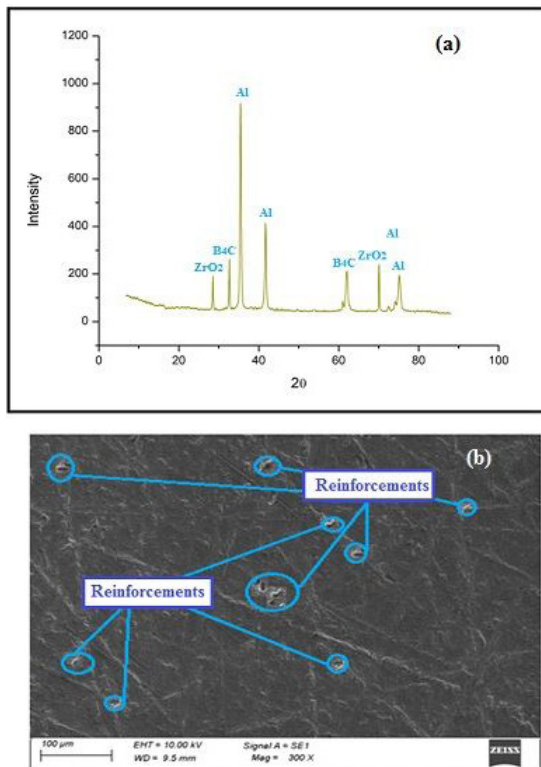 (a)
1200
1000
800
600
400
200
0
Intensity
Al
Al
B4C
ZrO2
B4C
ZrO2
Al
Al
0 20 40 60 80 100
2θ
(b)
Reinforcements
Reinforcements
100 µm
EHT = 10.00 kV Signal A = SE1
WD = 9.5 mm Mag = 300 X
ZEISS